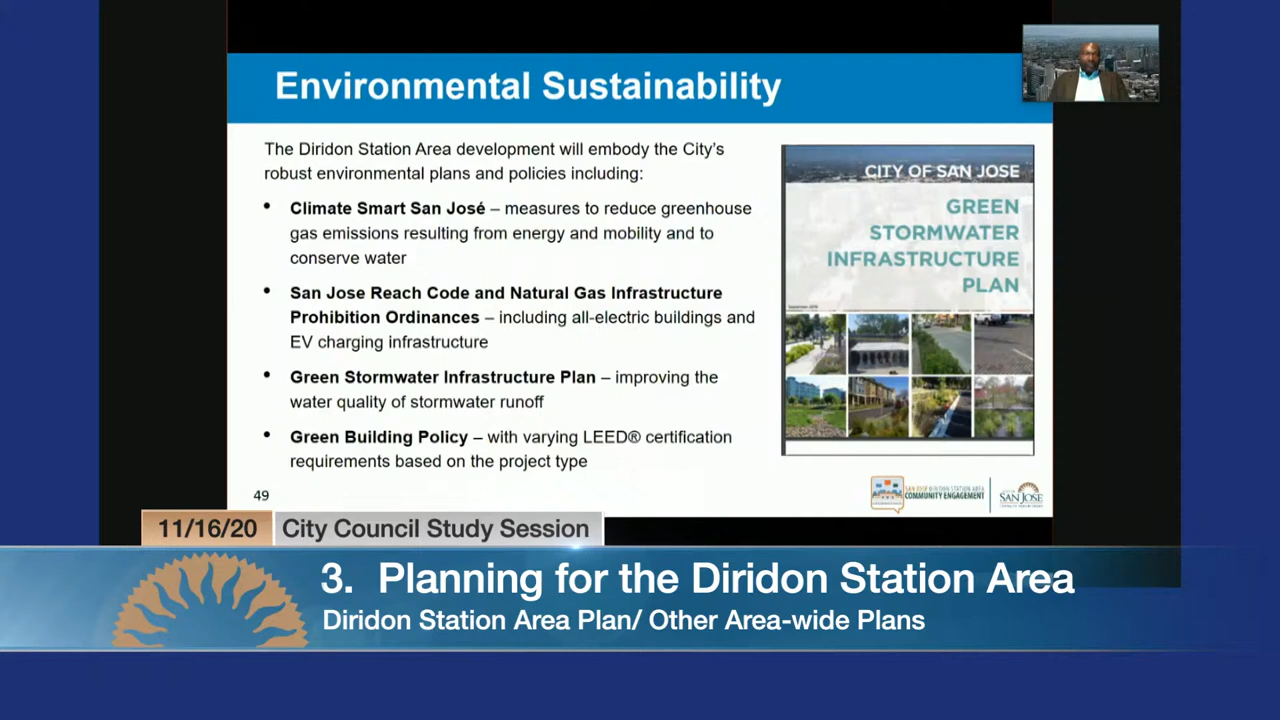 Environmental Sustainability
The Diridon Station Area development will embody the City's
robust environmental plans and policies including:
• Climate Smart San José – measures to reduce greenhouse
gas emissions resulting from energy and mobility and to
conserve water
• San Jose Reach Code and Natural Gas Infrastructure
Prohibition Ordinances – including all-electric buildings and
EV charging infrastructure
• Green Stormwater Infrastructure Plan – improving the
water quality of stormwater runoff
• Green Building Policy – with varying LEED® certification
requirements based on the project type
CITY OF SAN JOSE
GREEN
STORMWATER
INFRASTRUCTURE
PLAN
49
SAN JOSE DIRIDON STATION AREA
COMMUNITY ENGAGEMENT
SAN JOSE
11/16/20 City Council Study Session
3. Planning for the Diridon Station Area
Diridon Station Area Plan/ Other Area-wide Plans